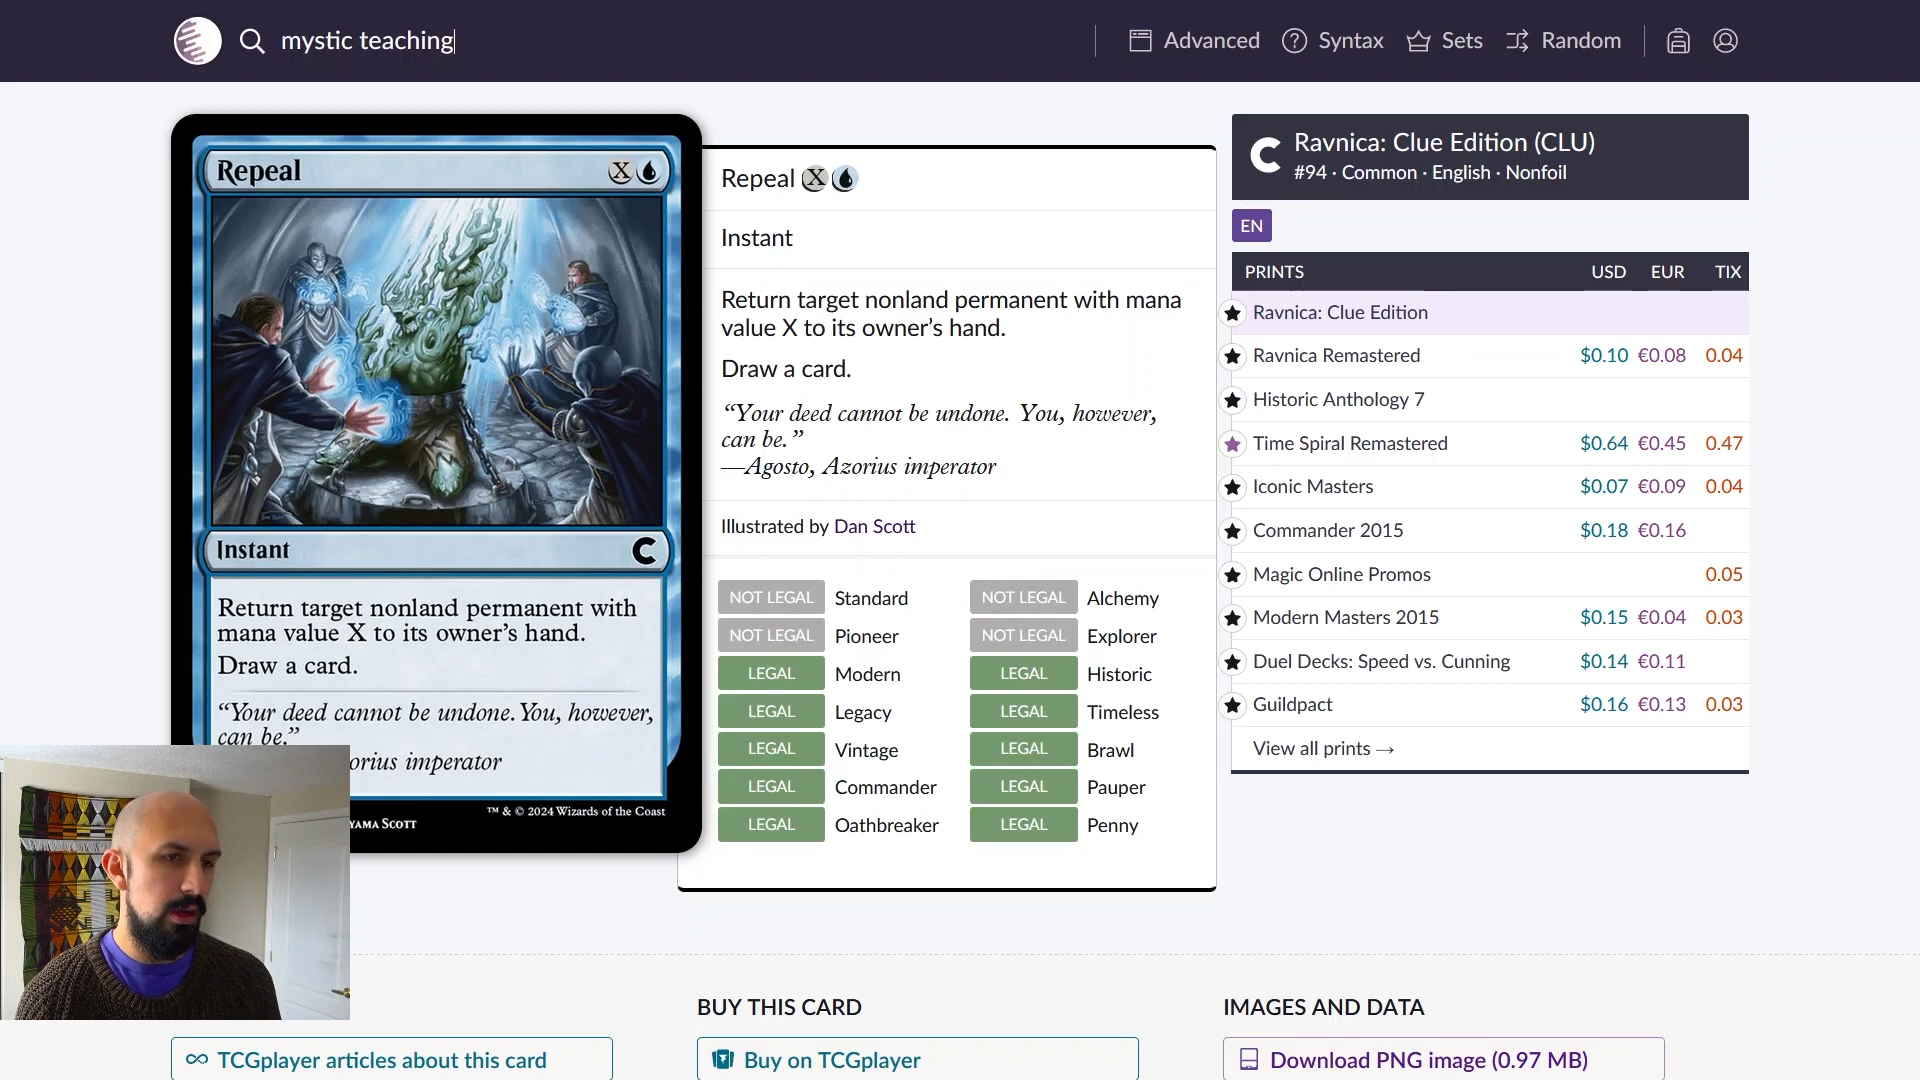 mystic teaching
Advanced
Syntax
Sets
Random
Repeal X
Instant
Return target nonland permanent with
mana value X to its owner's hand.
Draw a card.
“Your deed cannot be undone. You, however,
can be.”
orius imperator
YAMA SCOTT
™ & © 2024 Wizards of the Coast
Repeal X
Instant
Return target nonland permanent with mana
value X to its owner’s hand.
Draw a card.
“Your deed cannot be undone. You, however,
can be.”
—Agosto, Azorius imperator
Illustrated by Dan Scott
NOT LEGAL Standard NOT LEGAL Alchemy
NOT LEGAL Pioneer NOT LEGAL Explorer
LEGAL Modern LEGAL Historic
LEGAL Legacy LEGAL Timeless
LEGAL Vintage LEGAL Brawl
LEGAL Commander LEGAL Pauper
LEGAL Oathbreaker LEGAL Penny
Ravnica: Clue Edition (CLU)
#94 · Common · English · Nonfoil
EN
PRINTS USD EUR TIX
Ravnica: Clue Edition
Ravnica Remastered $0.10 €0.08 0.04
Historic Anthology 7
Time Spiral Remastered $0.64 €0.45 0.47
Iconic Masters $0.07 €0.09 0.04
Commander 2015 $0.18 €0.16
Magic Online Promos 0.05
Modern Masters 2015 $0.15 €0.04 0.03
Duel Decks: Speed vs. Cunning $0.14 €0.11
Guildpact $0.16 €0.13 0.03
View all prints →
TCGplayer articles about this card
BUY THIS CARD
Buy on TCGplayer
IMAGES AND DATA
Download PNG image (0.97 MB)